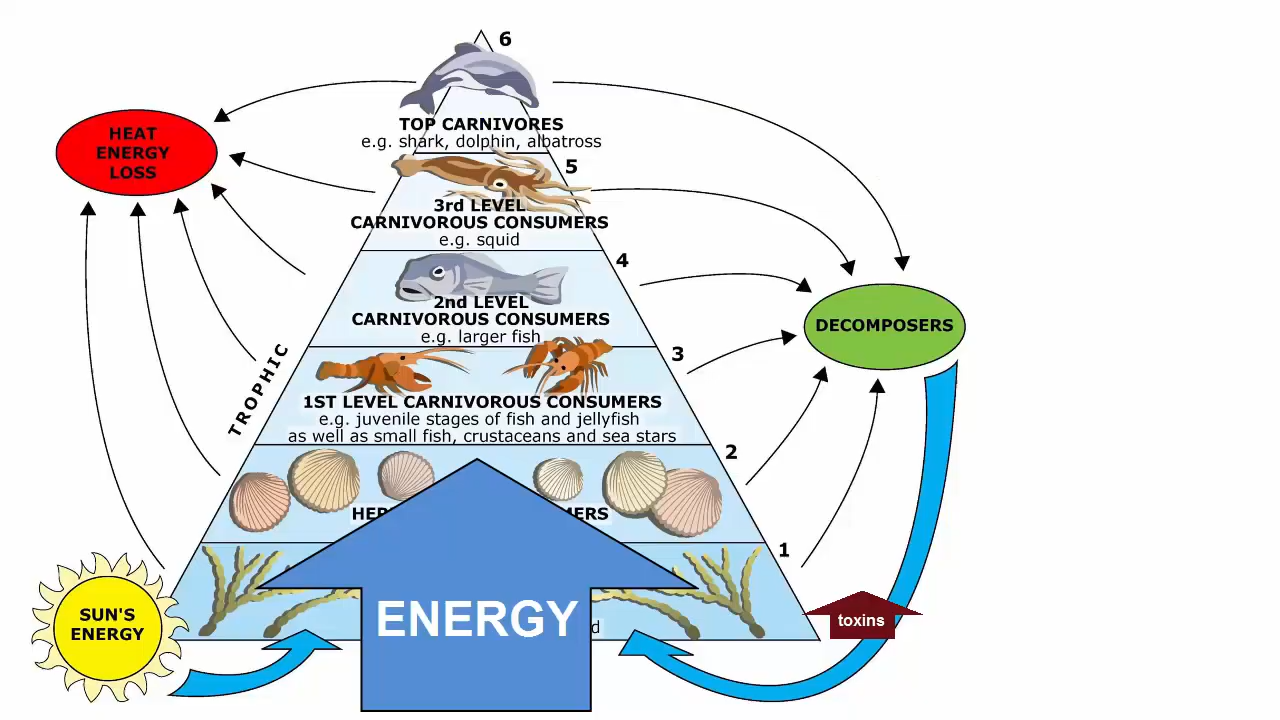 6
HEAT
ENERGY
LOSS
TOP CARNIVORES
e.g. shark, dolphin, albatross
5
3rd LEVEL
CARNIVOROUS CONSUMERS
e.g. squid
4
2nd LEVEL
CARNIVOROUS CONSUMERS
e.g. larger fish
DECOMPOSERS
3
TROPHIC
1ST LEVEL CARNIVOROUS CONSUMERS
e.g. juvenile stages of fish and jellyfish
as well as small fish, crustaceans and sea stars
2
1
SUN'S
ENERGY
ENERGY
toxins